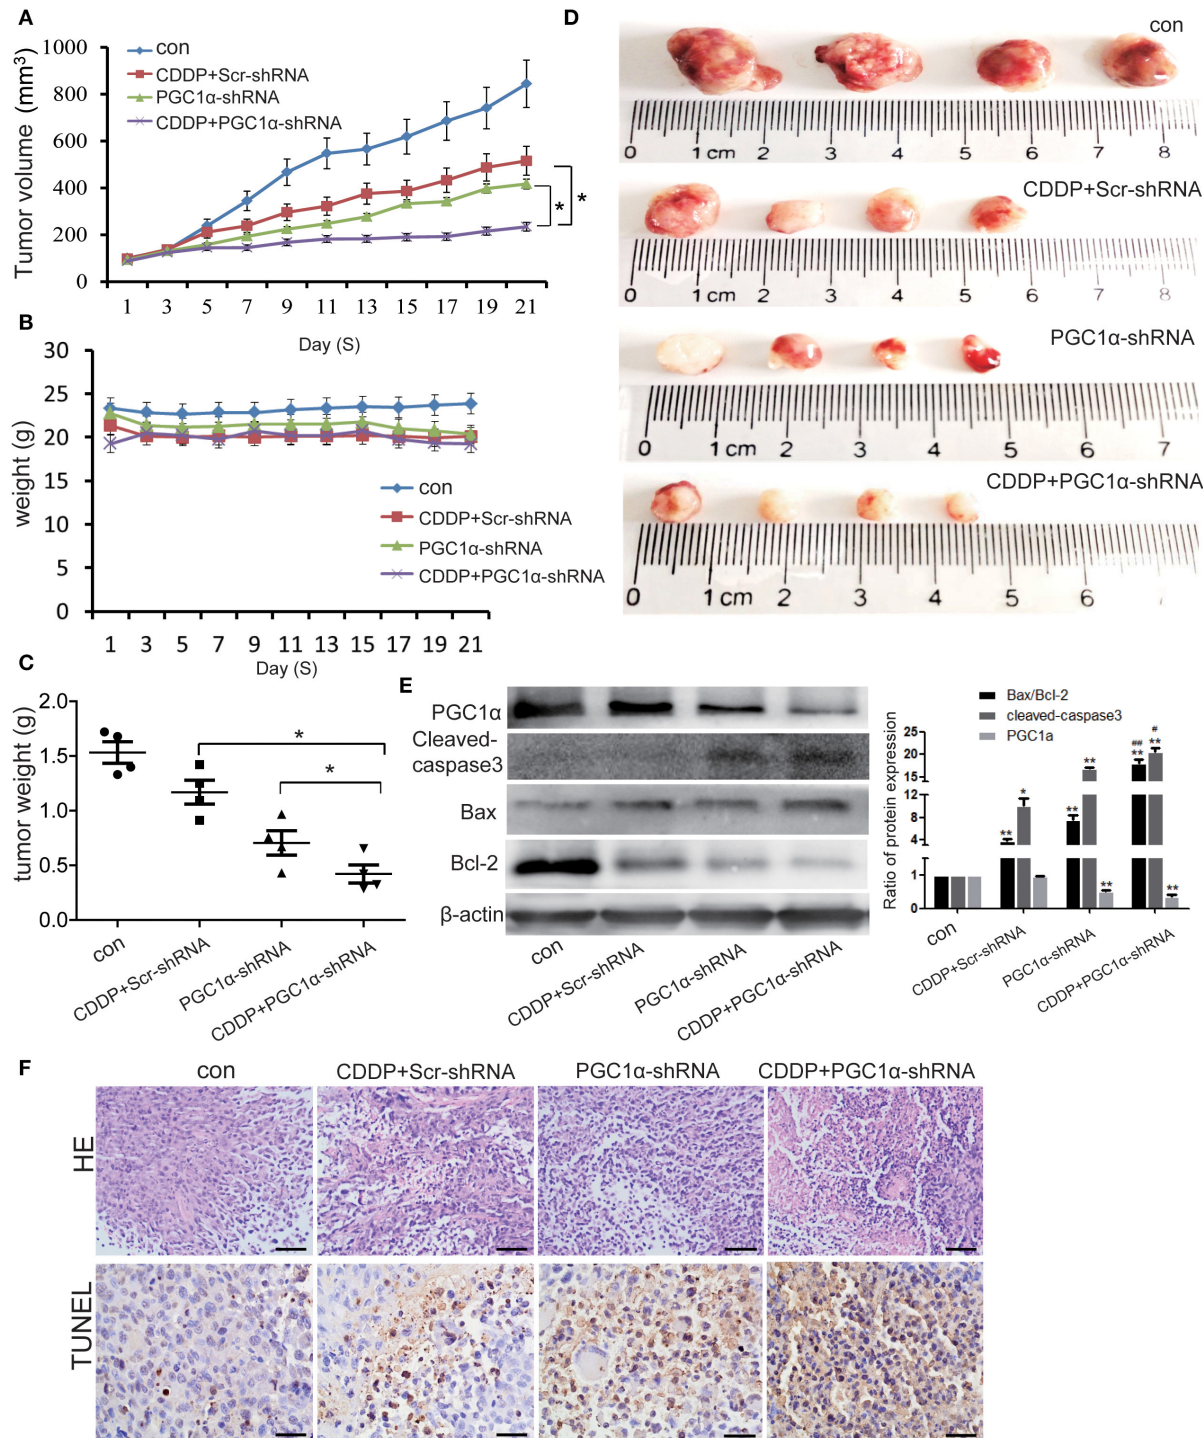 A
Tumor volume (mm³)
1000
800
600
400
200
0
con
CDDP+Scr-shRNA
PGC1α-shRNA
CDDP+PGC1α-shRNA
*
*
1 3 5 7 9 11 13 15 17 19 21
Day (S)
B
weight (g)
30
25
20
15
10
5
0
con
CDDP+Scr-shRNA
PGC1α-shRNA
CDDP+PGC1α-shRNA
1 3 5 7 9 11 13 15 17 19 21
Day (S)
C
tumor weight (g)
2.0
1.5
1.0
0.5
0.0
*
*
con
CDDP+Scr-shRNA
PGC1α-shRNA
CDDP+PGC1α-shRNA
D
con
0 1 cm 2 3 4 5 6 7 8
CDDP+Scr-shRNA
0 1 cm 2 3 4 5 6 7 8
PGC1α-shRNA
0 1 cm 2 3 4 5 6 7
CDDP+PGC1α-shRNA
0 1 cm 2 3 4 5 6
E
PGC1α
Cleaved-
caspase3
Bax
Bcl-2
β-actin
con
CDDP+Scr-shRNA
PGC1α-shRNA
CDDP+PGC1α-shRNA
Bax/Bcl-2
cleaved-caspase3
PGC1a
Ratio of protein expression
25
20
15
12
8
4
1
0
** *
** ** **
## ** # ** **
con
CDDP+Scr-shRNA
PGC1α-shRNA
CDDP+PGC1α-shRNA
F
con CDDP+Scr-shRNA PGC1α-shRNA CDDP+PGC1α-shRNA
HE
TUNEL